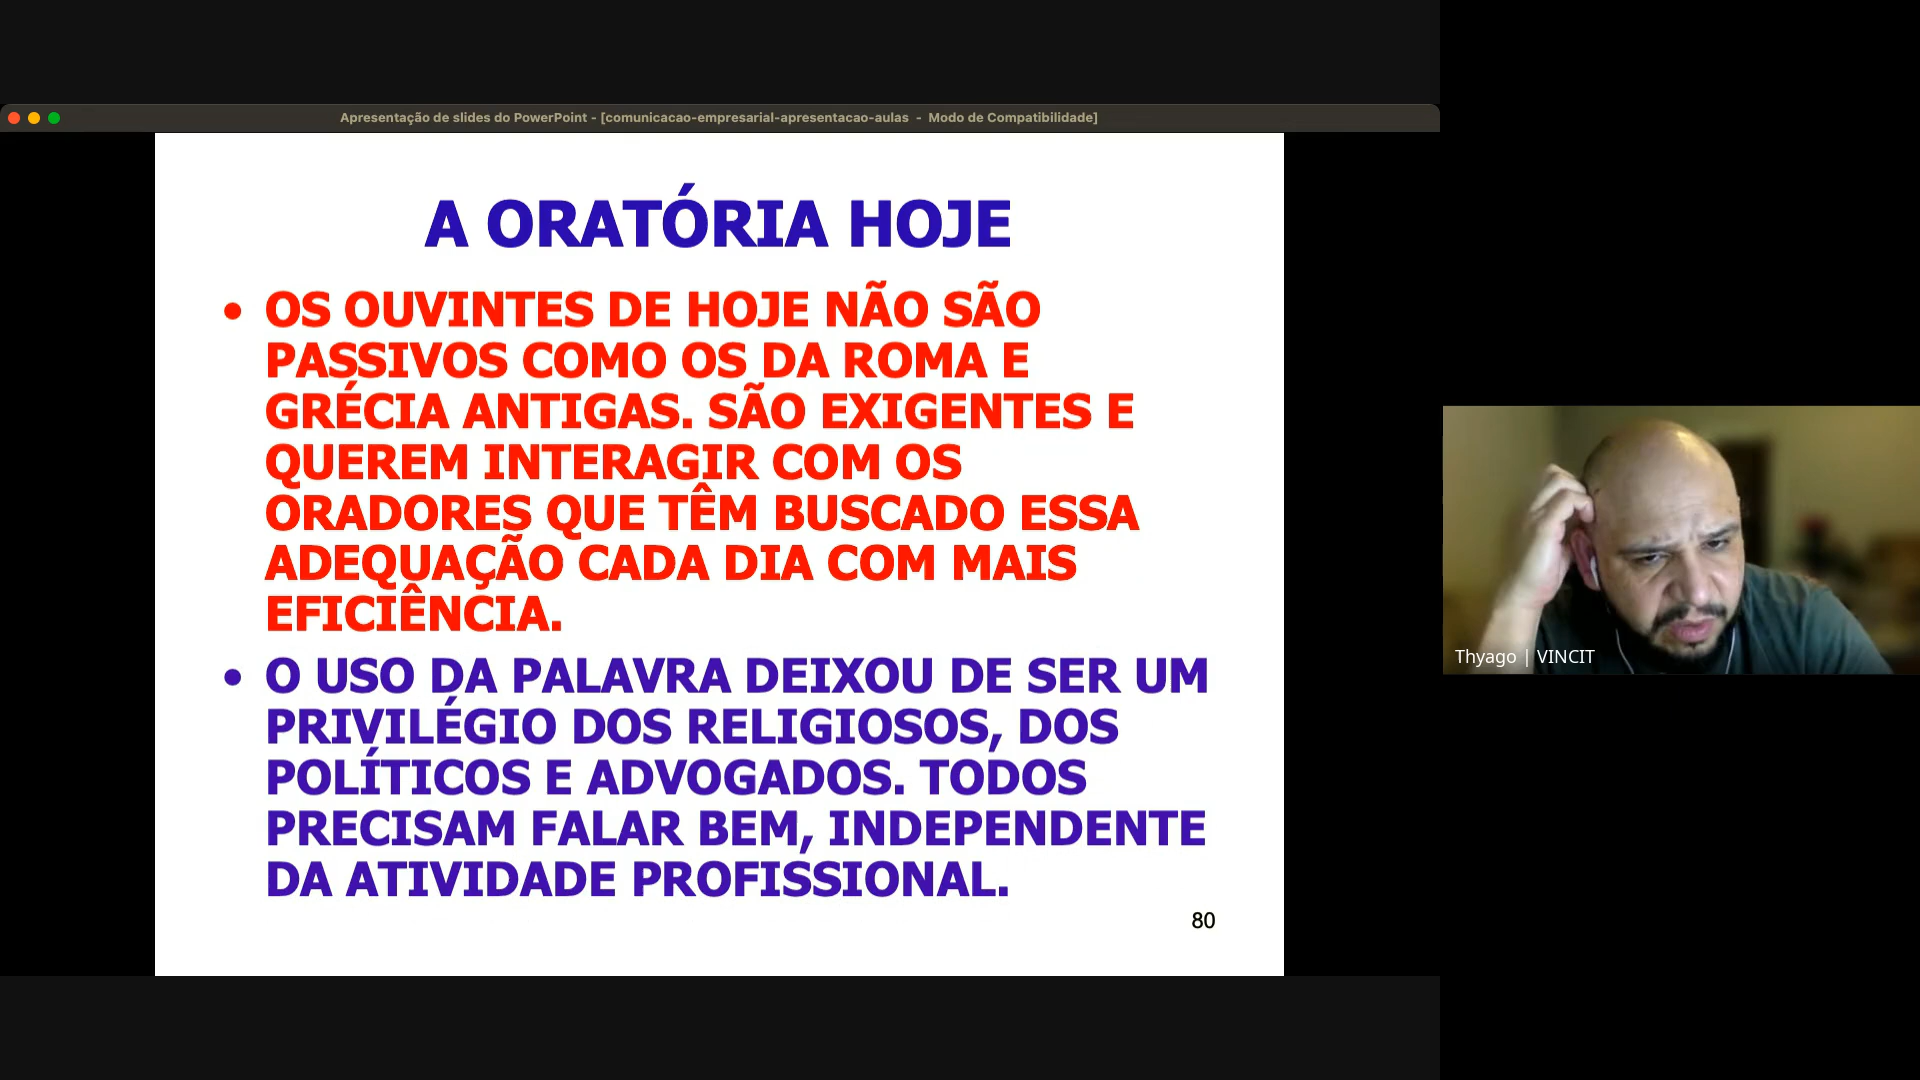 Apresentação de slides do PowerPoint - [comunicacao-empresarial-apresentacao-aulas  -  Modo de Compatibilidade]
A ORATÓRIA HOJE
• OS OUVINTES DE HOJE NÃO SÃO
PASSIVOS COMO OS DA ROMA E
GRÉCIA ANTIGAS. SÃO EXIGENTES E
QUEREM INTERAGIR COM OS
ORADORES QUE TÊM BUSCADO ESSA
ADEQUAÇÃO CADA DIA COM MAIS
EFICIÊNCIA.
• O USO DA PALAVRA DEIXOU DE SER UM
PRIVILÉGIO DOS RELIGIOSOS, DOS
POLÍTICOS E ADVOGADOS. TODOS
PRECISAM FALAR BEM, INDEPENDENTE
DA ATIVIDADE PROFISSIONAL.
80
Thyago | VINCIT